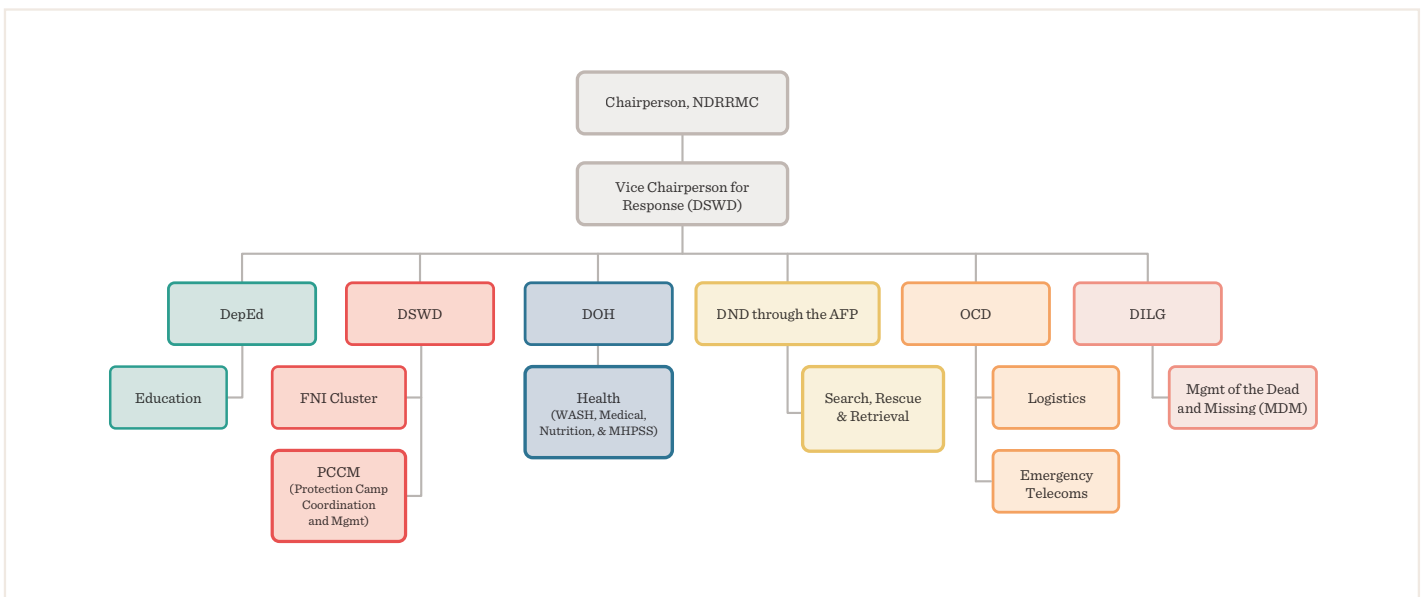 Chairperson, NDRRMC
Vice Chairperson for
Response (DSWD)
DepEd
DSWD
DOH
DND through the AFP
OCD
DILG
Education
FNI Cluster
Health
(WASH, Medical,
Nutrition, & MHPSS)
Search, Rescue
& Retrieval
Logistics
Mgmt of the Dead
and Missing (MDM)
PCCM
(Protection Camp
Coordination
and Mgmt)
Emergency
Telecoms